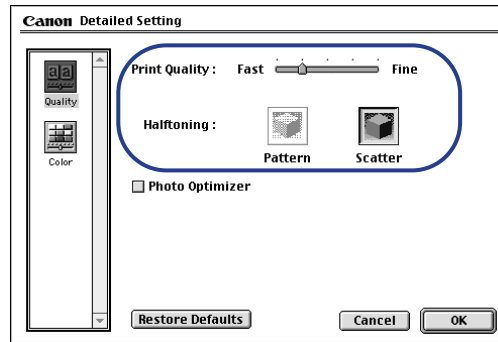 Canon Detailed Setting
Quality
Color
Print Quality : Fast Fine
Halftoning :
Pattern Scatter
Photo Optimizer
Restore Defaults Cancel OK